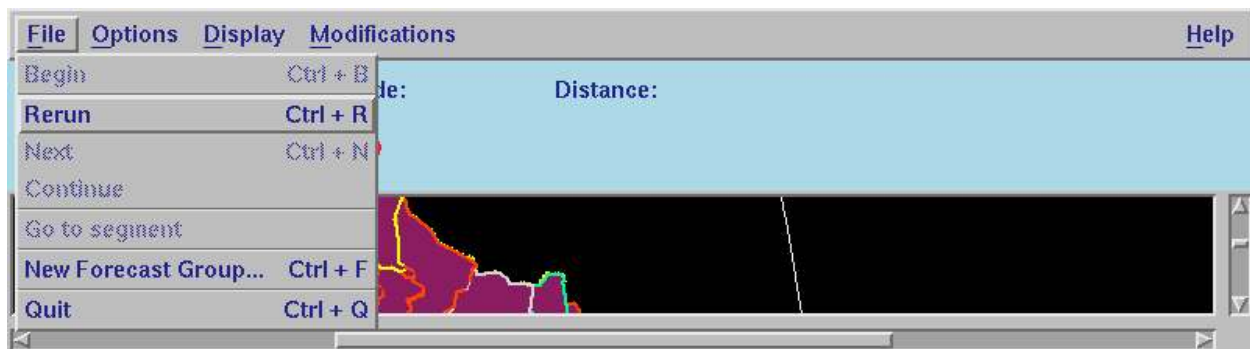 File Options Display Modifications Help
Begin Ctrl + B
de: Distance:
Rerun Ctrl + R
Next Ctrl + N
Continue
Go to segment
New Forecast Group... Ctrl + F
Quit Ctrl + Q